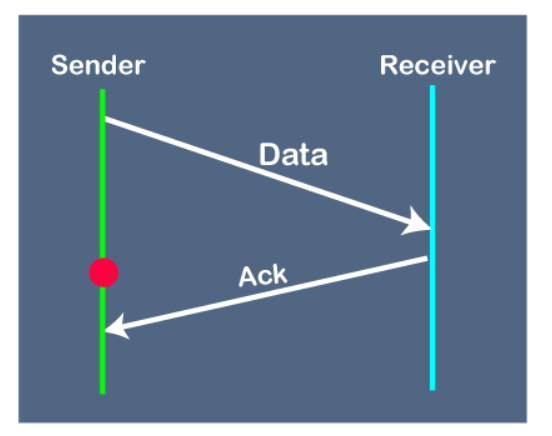 Sender
Receiver
Data
Ack